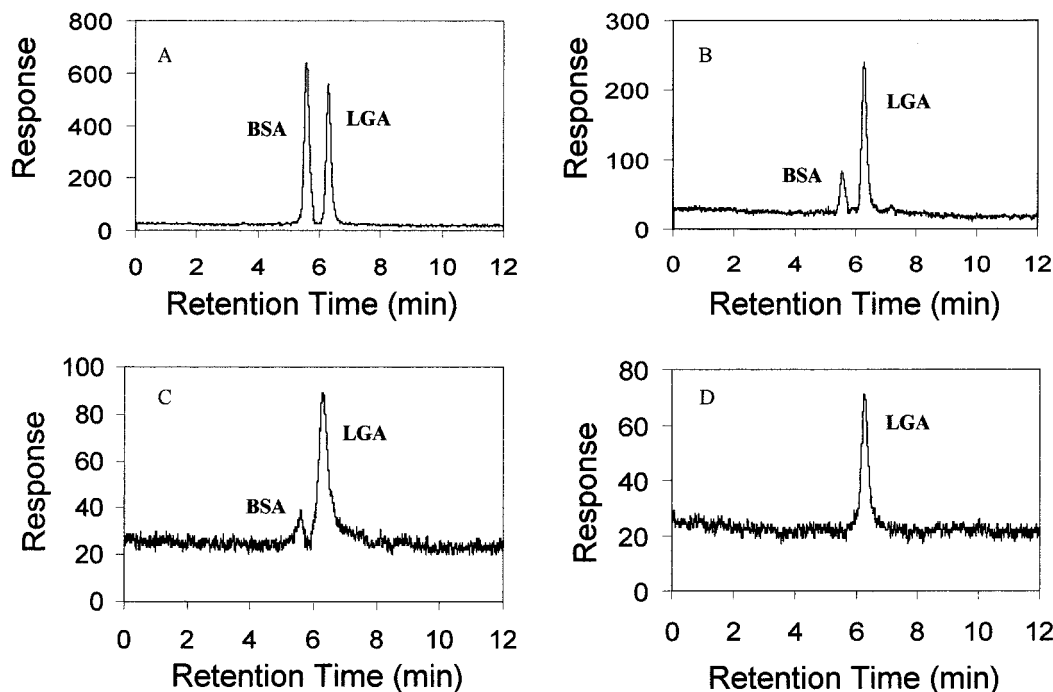 800
A
600
BSA
LGA
400
200
0
0 2 4 6 8 10 12
Response
Retention Time (min)
300
B
200
BSA
LGA
100
0
0 2 4 6 8 10 12
Response
Retention Time (min)
100
C
80
LGA
60
BSA
40
20
0
0 2 4 6 8 10 12
Response
Retention Time (min)
80
D
LGA
60
40
20
0
0 2 4 6 8 10 12
Response
Retention Time (min)